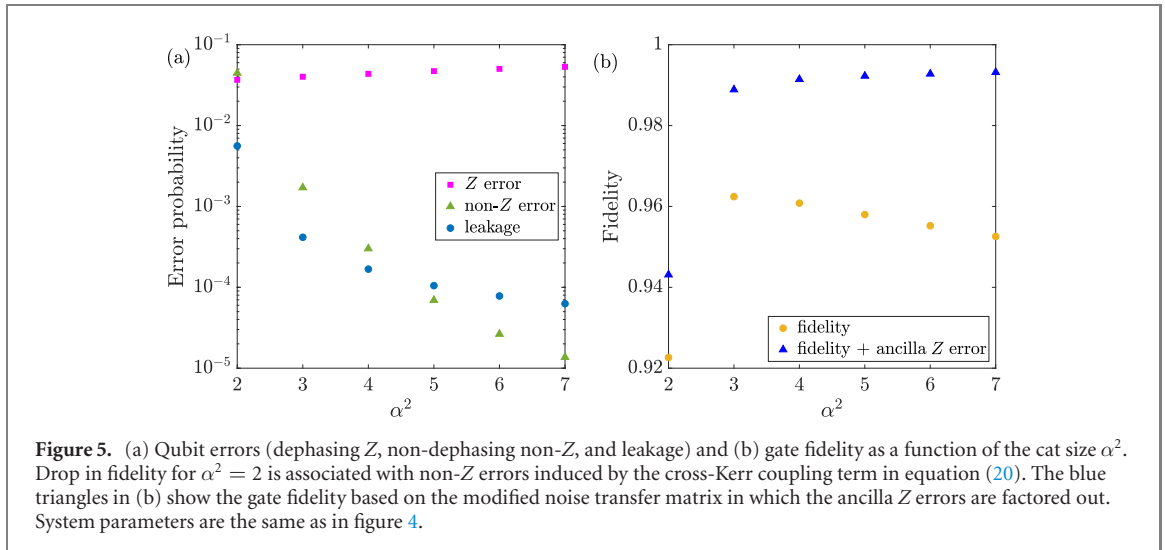 (a)
10⁻¹
10⁻²
10⁻³
10⁻⁴
10⁻⁵
Error probability
Z error
non-Z error
leakage
2 3 4 5 6 7
α²
(b)
1
0.98
0.96
0.94
0.92
Fidelity
fidelity
fidelity + ancilla Z error
2 3 4 5 6 7
α²
Figure 5. (a) Qubit errors (dephasing Z, non-dephasing non-Z, and leakage) and (b) gate fidelity as a function of the cat size α².
Drop in fidelity for α² = 2 is associated with non-Z errors induced by the cross-Kerr coupling term in equation (20). The blue
triangles in (b) show the gate fidelity based on the modified noise transfer matrix in which the ancilla Z errors are factored out.
System parameters are the same as in figure 4.